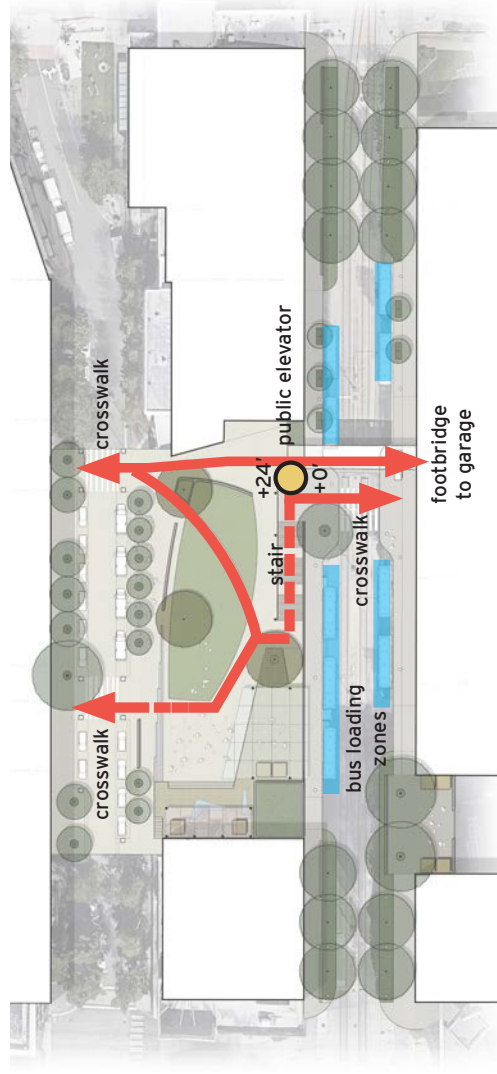 crosswalk
crosswalk
public elevator
+24'
+0'
stair
crosswalk
footbridge
to garage
bus loading
zones